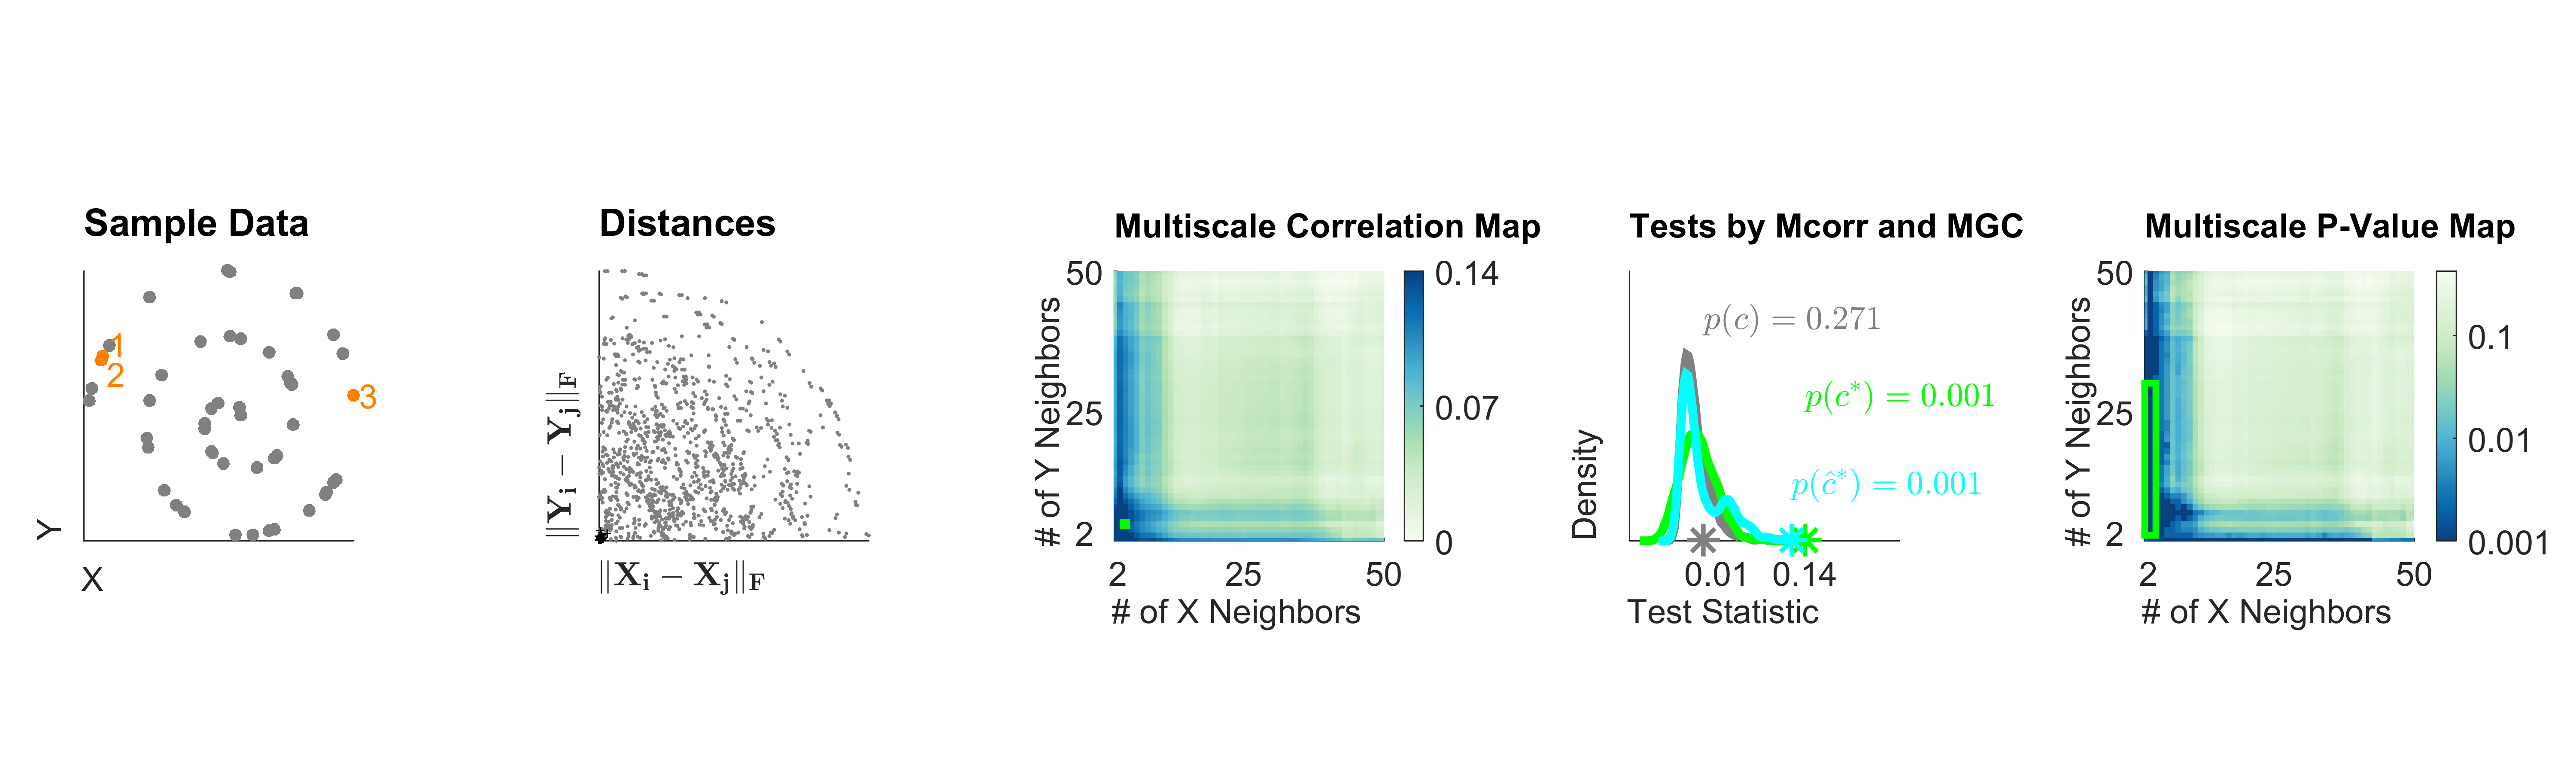 Sample Data
Y
X
1
2
3
Distances
‖Yᵢ − Yⱼ‖F
‖Xᵢ − Xⱼ‖F
Multiscale Correlation Map
# of Y Neighbors
50
25
2
2 25 50
# of X Neighbors
0.14
0.07
0
Tests by Mcorr and MGC
Density
p(c) = 0.271
p(c*) = 0.001
p(ĉ*) = 0.001
0.01 0.14
Test Statistic
Multiscale P-Value Map
# of Y Neighbors
50
25
2
2 25 50
# of X Neighbors
0.1
0.01
0.001